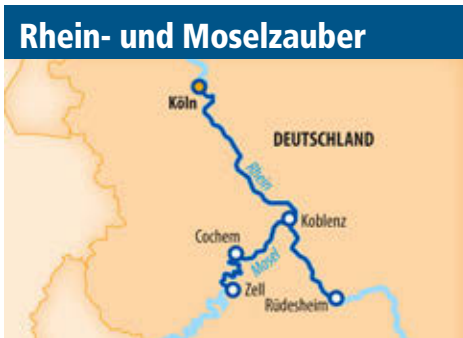 Rhein- und Moselzauber
Köln
DEUTSCHLAND
Rhein
Koblenz
Cochem
Mosel
Zell
Rüdesheim